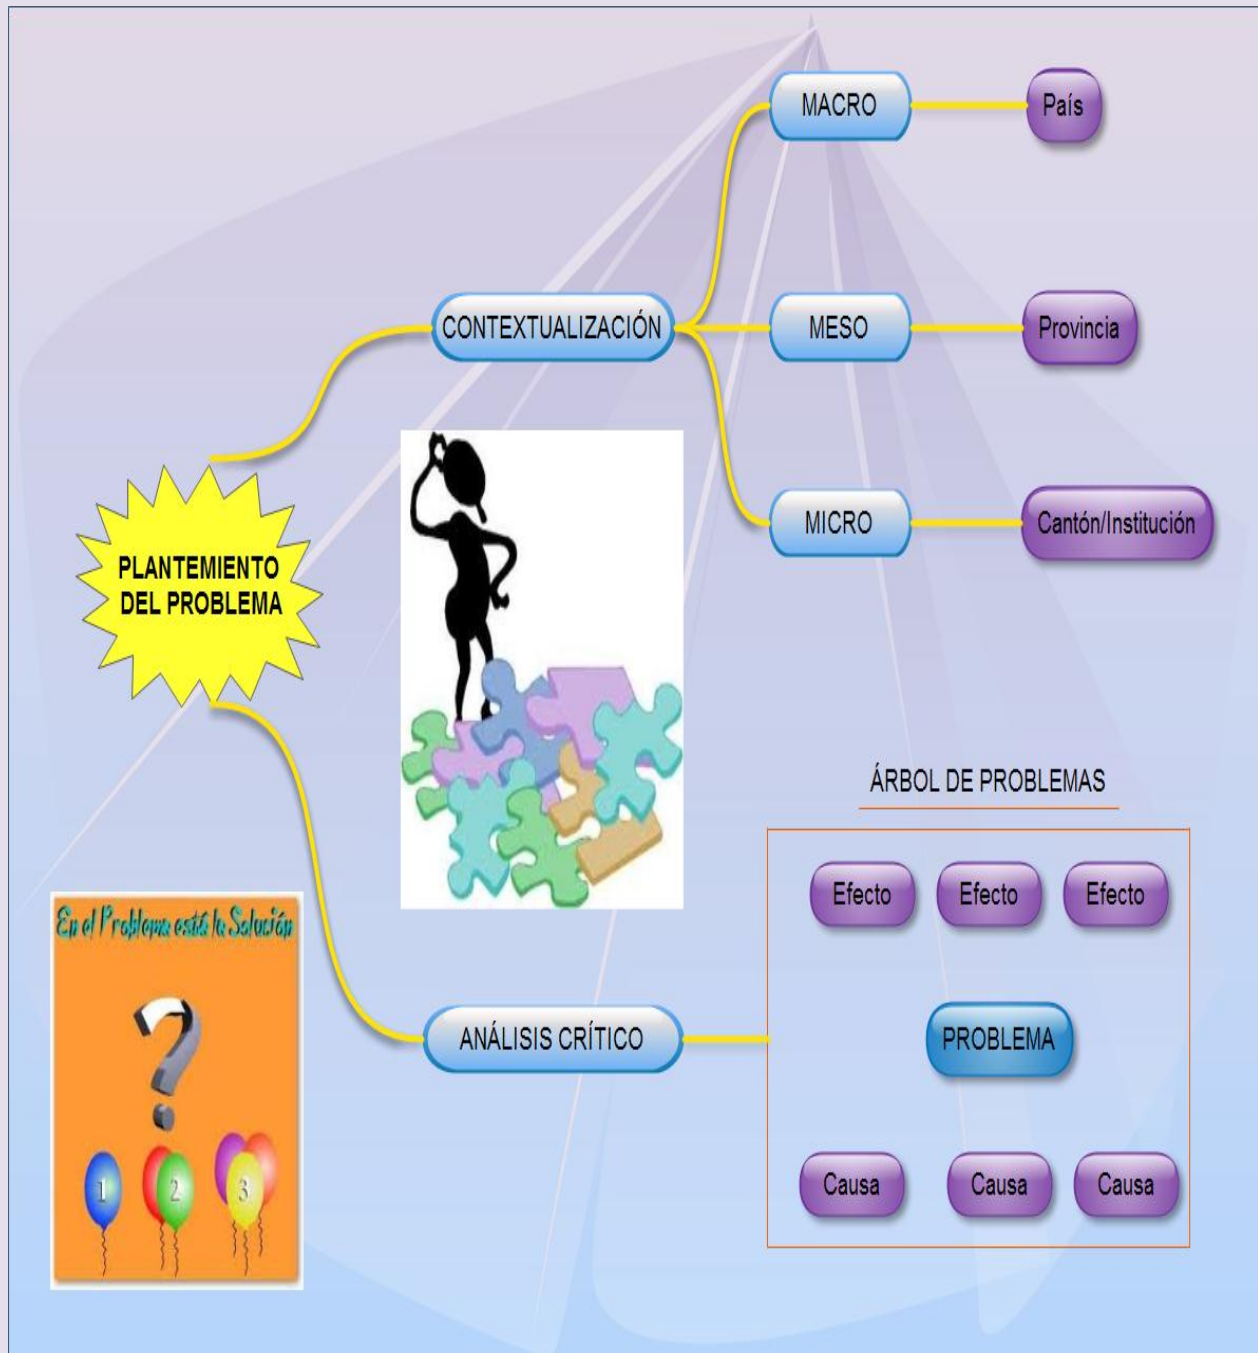 MACRO
País
CONTEXTUALIZACIÓN
MESO
Provincia
MICRO
Cantón/Institución
PLANTEMIENTO
DEL PROBLEMA
ÁRBOL DE PROBLEMAS
Efecto
Efecto
Efecto
En el Problema está la Solución
ANÁLISIS CRÍTICO
PROBLEMA
?
1
2
3
Causa
Causa
Causa